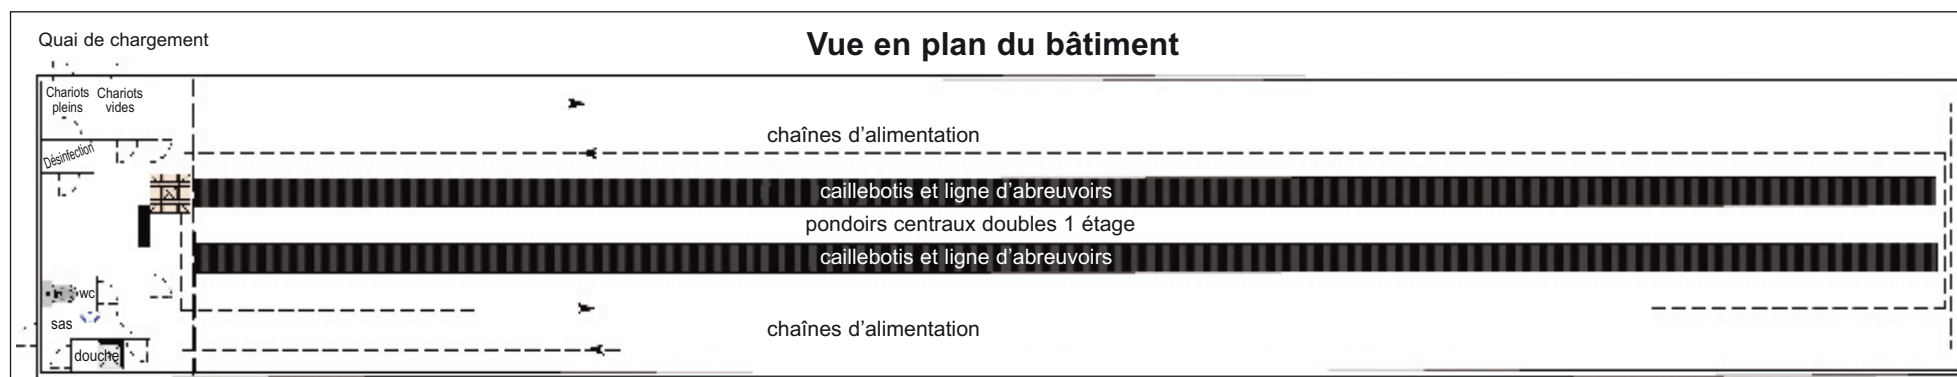 Quai de chargement
Vue en plan du bâtiment
Chariots pleins
Chariots vides
Désinfection
chaînes d'alimentation
caillebotis et ligne d'abreuvoirs
pondoirs centraux doubles 1 étage
caillebotis et ligne d'abreuvoirs
wc
sas
chaînes d'alimentation
douche